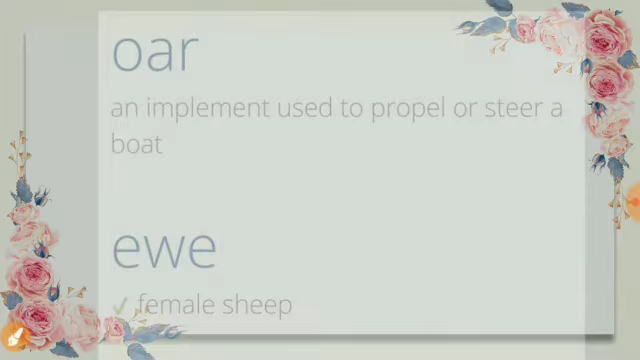 oar
an implement used to propel or steer a
boat
ewe
✓ female sheep